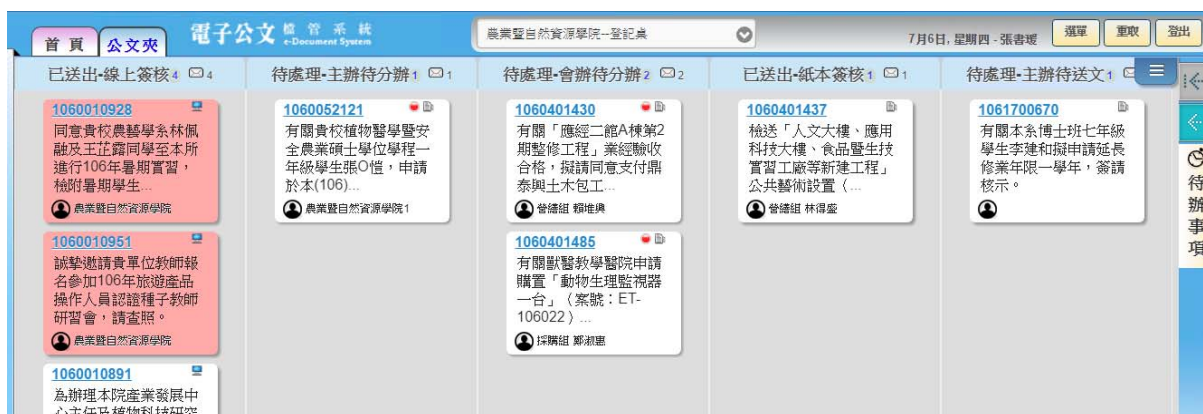 首 頁
公文夾
電子公文 檔 管 系 統
e-Document System
農業暨自然資源學院--登記桌
7月6日, 星期四 - 張書瑗
選單
重取
登出
已送出-線上簽核4 4
待處理-主辦待分辦1 1
待處理-會辦待分辦2 2
已送出-紙本簽核1 1
待處理-主辦待送文1
1060010928
同意貴校農藝學系林佩
融及王芷露同學至本所
進行106年暑期實習，
檢附暑期學生...
農業暨自然資源學院
1060010951
誠摯邀請貴單位教師報
名參加106年旅遊產品
操作人員認證種子教師
研習會，請查照。
農業暨自然資源學院
1060010891
為辦理本院產業發展中
心主任及植物科技研究
1060052121
有關貴校植物醫學暨安
全農業碩士學位學程一
年級學生張O愷，申請
於本(106)...
農業暨自然資源學院1
1060401430
有關「應經二館A棟第2
期整修工程」業經驗收
合格，擬請同意支付鼎
泰興土木包工...
營繕組 賴唯典
1060401485
有關獸醫教學醫院申請
購置「動物生理監視器
一台」（案號：ET-
106022）...
採購組 鄭淑惠
1060401437
檢送「人文大樓、應用
科技大樓、食品暨生技
實習工廠等新建工程」
公共藝術設置（...
營繕組 林得盛
1061700670
有關本系博士班七年級
學生李建和擬申請延長
修業年限一學年，簽請
核示。
待
辦
事
項